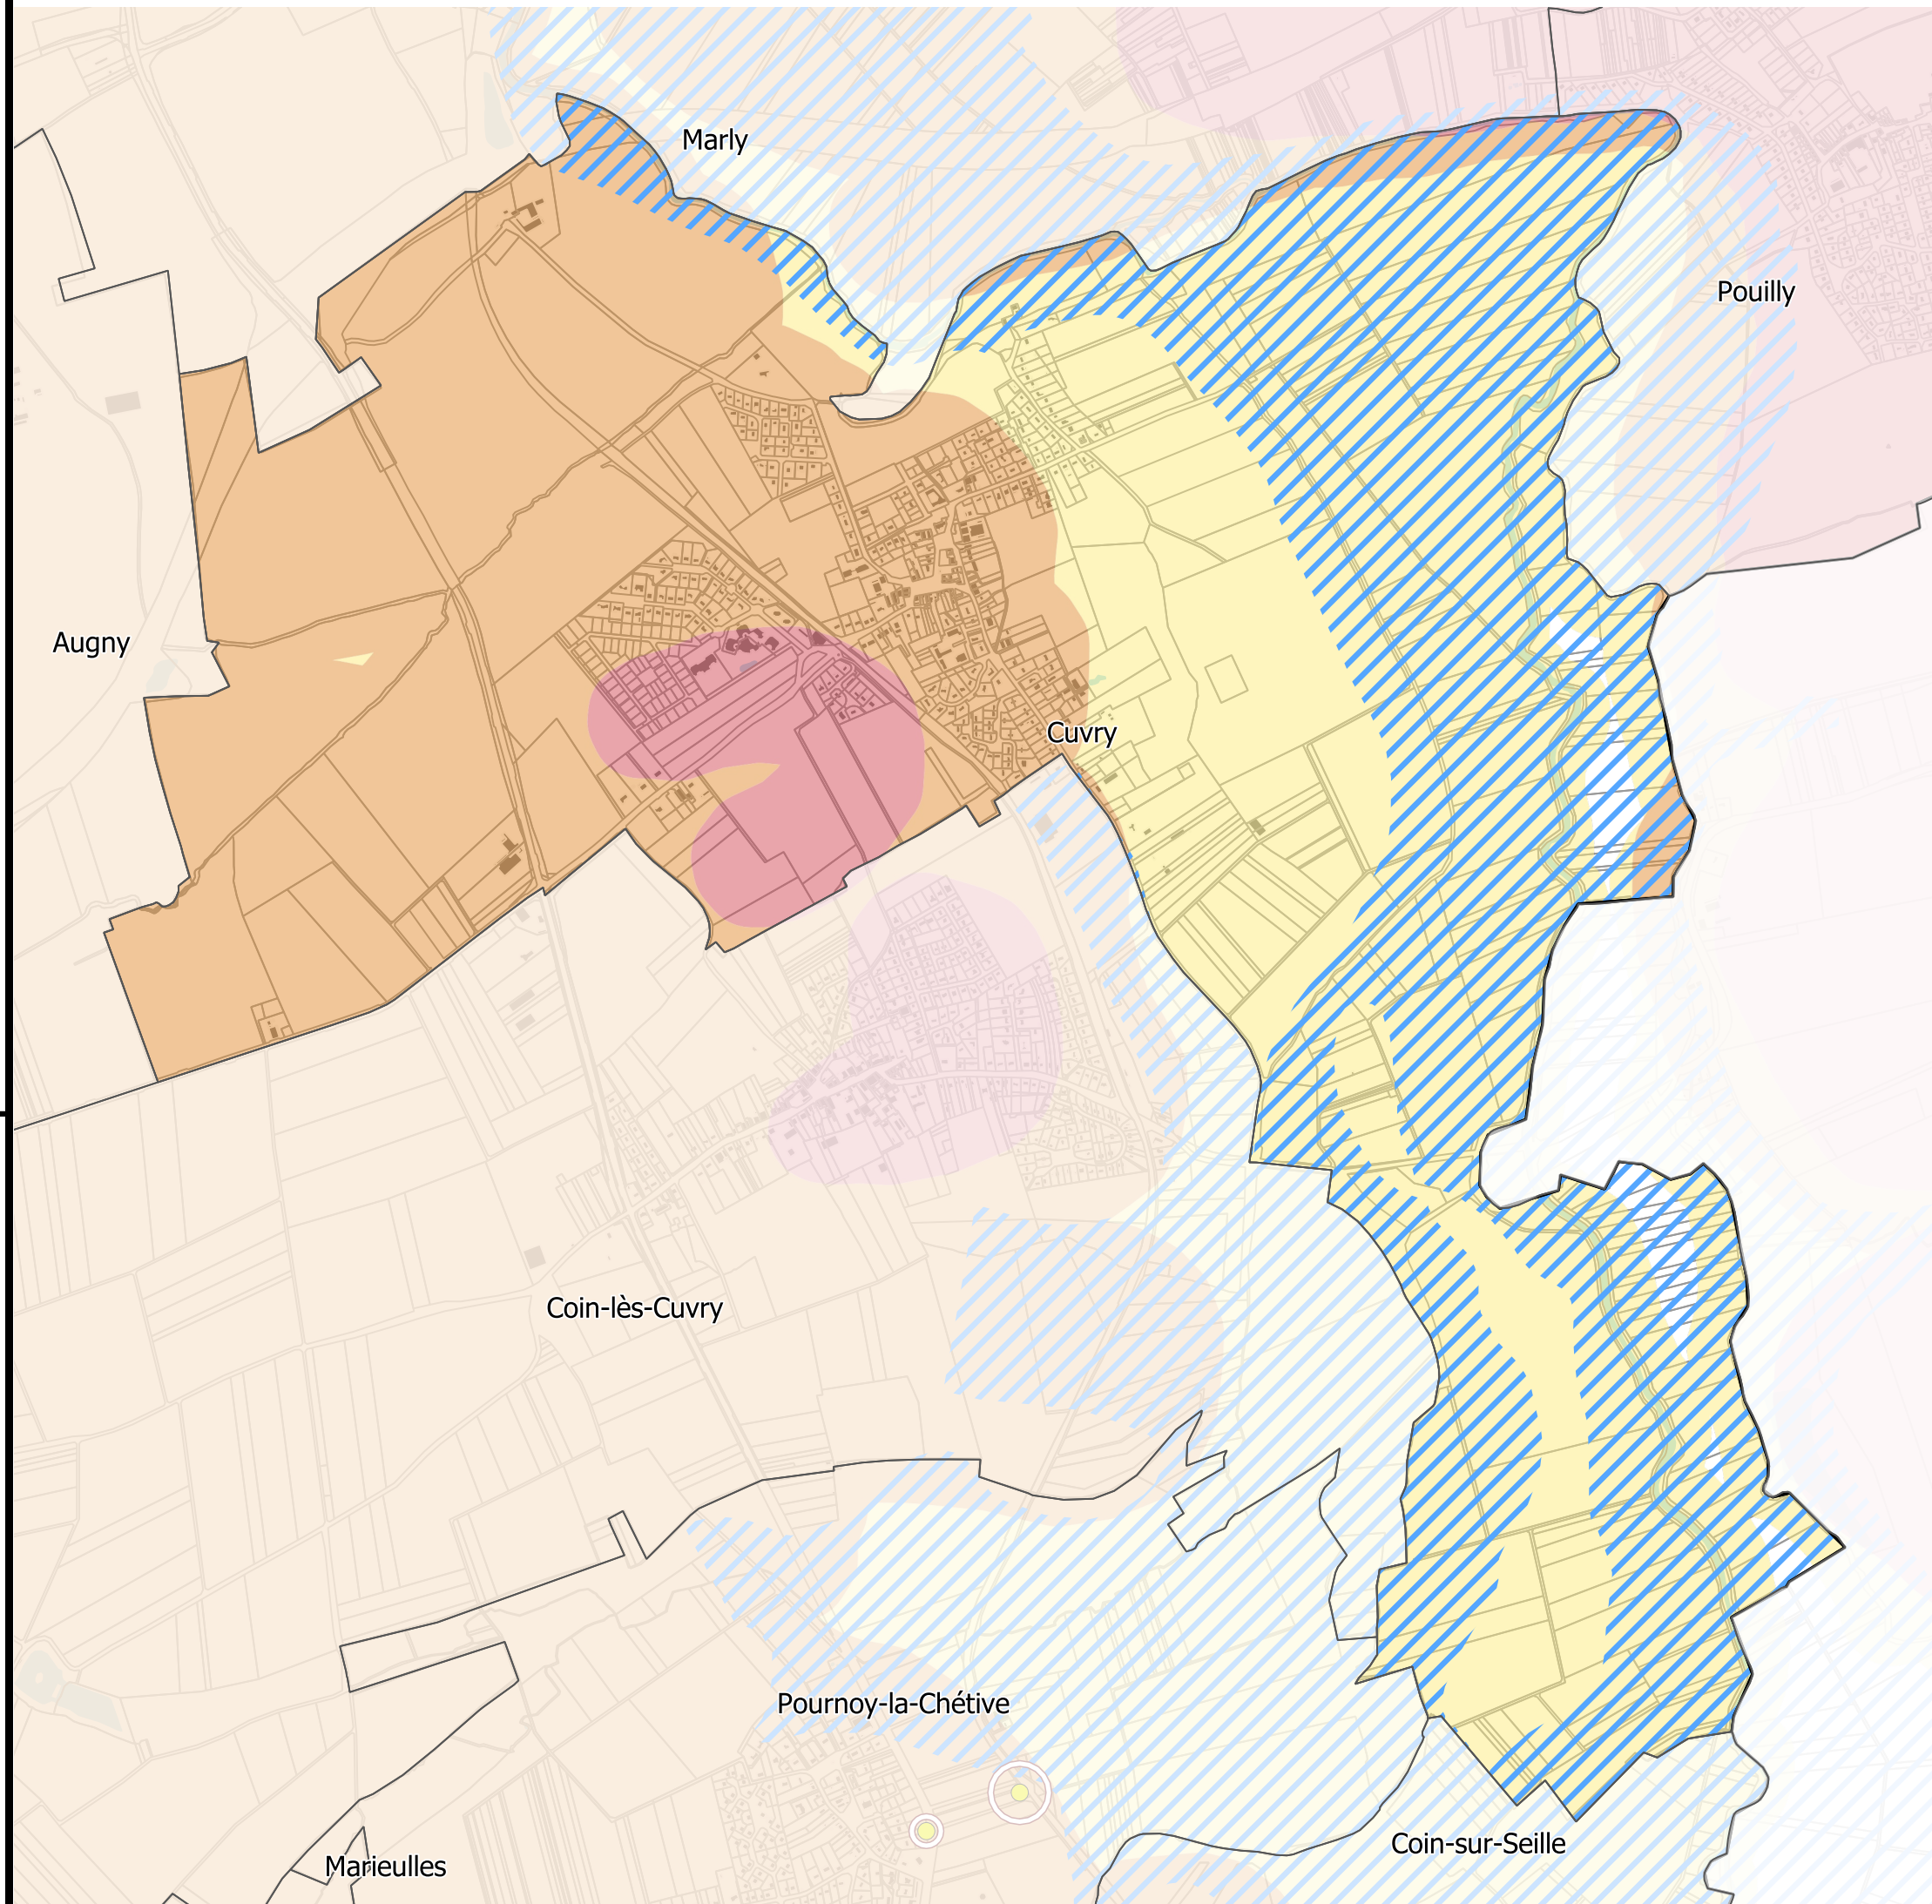 Marly
Pouilly
Augny
Cuvry
Coin-lès-Cuvry
Pournoy-la-Chétive
Coin-sur-Seille
Marieulles